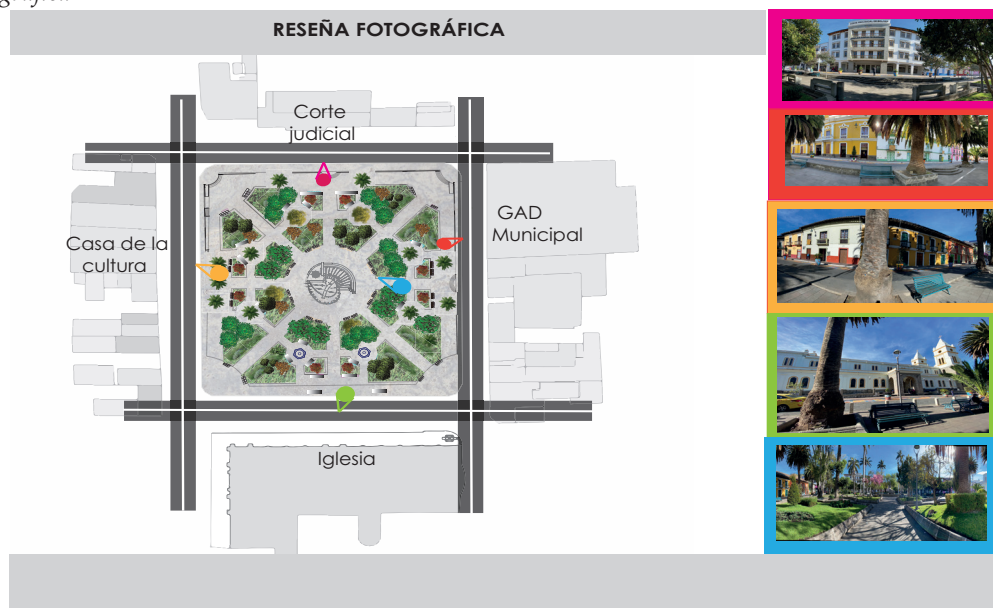 RESEÑA FOTOGRÁFICA
Corte
judicial
GAD
Municipal
Casa de la
cultura
Iglesia